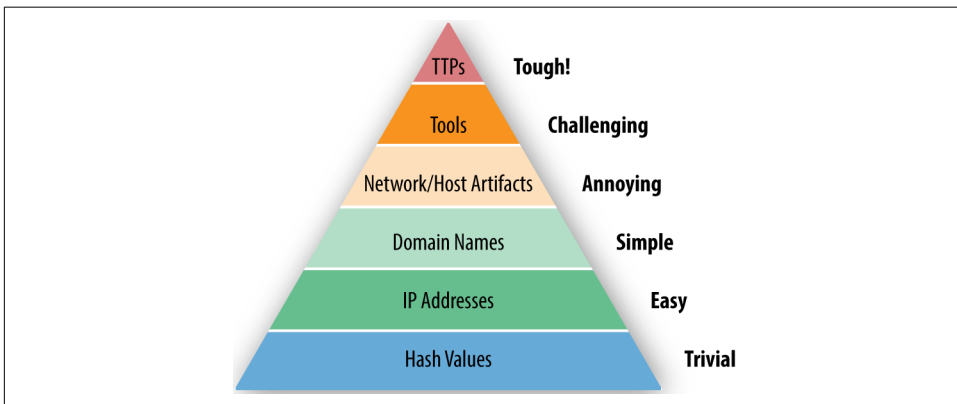 TTPs Tough!
Tools Challenging
Network/Host Artifacts Annoying
Domain Names Simple
IP Addresses Easy
Hash Values Trivial